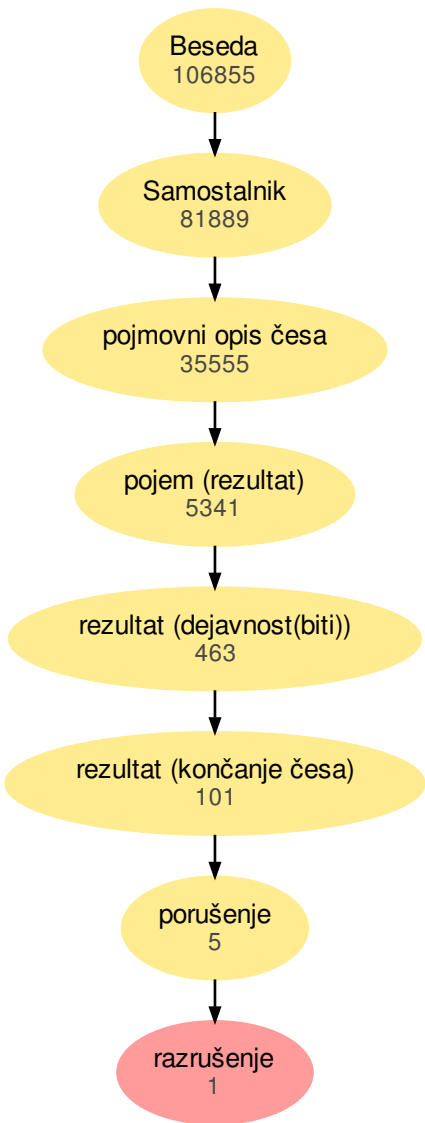 Beseda
106855
Samostalnik
81889
pojmovni opis česa
35555
pojem (rezultat)
5341
rezultat (dejavnost(biti))
463
rezultat (končanje česa)
101
porušenje
5
razrušenje
1